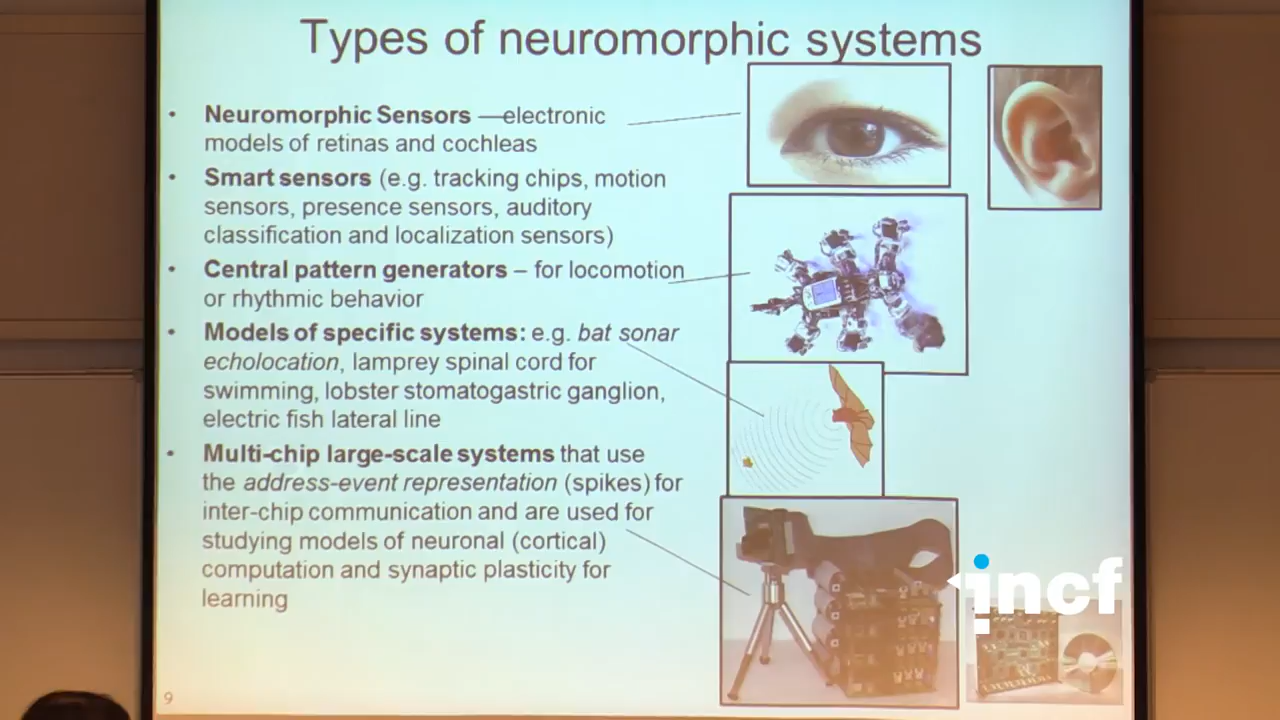 Types of neuromorphic systems
• Neuromorphic Sensors —electronic
models of retinas and cochleas
• Smart sensors (e.g. tracking chips, motion
sensors, presence sensors, auditory
classification and localization sensors)
• Central pattern generators – for locomotion
or rhythmic behavior
• Models of specific systems: e.g. bat sonar
echolocation, lamprey spinal cord for
swimming, lobster stomatogastric ganglion,
electric fish lateral line
• Multi-chip large-scale systems that use
the address-event representation (spikes) for
inter-chip communication and are used for
studying models of neuronal (cortical)
computation and synaptic plasticity for
learning
incf
9